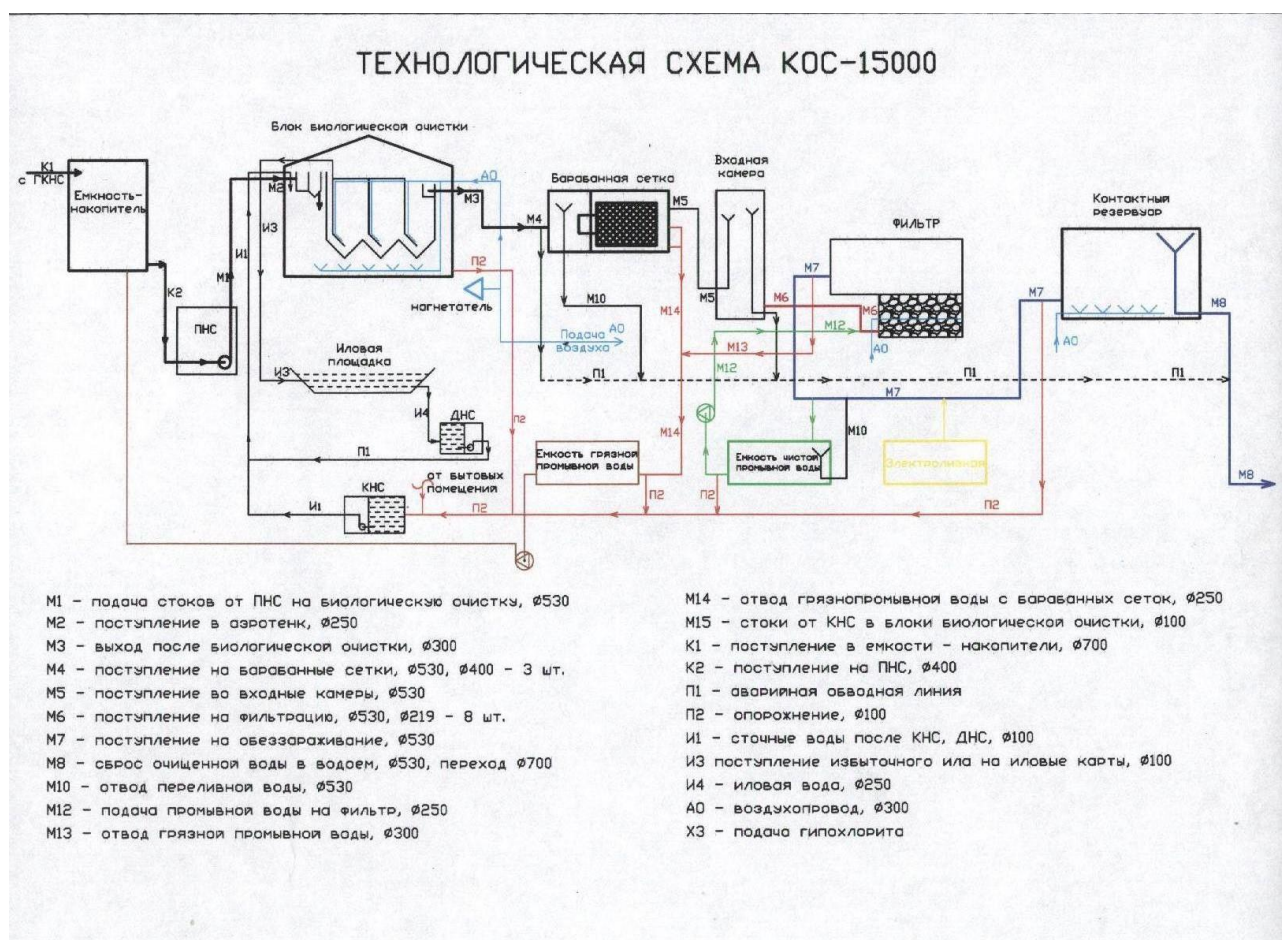 ТЕХНОЛОГИЧЕСКАЯ СХЕМА КОС-15000
Блок биологической очистки
К1
с ГКНС
Емкость-
накопитель
М2
АО
М3
Барабанная сетка
М5
Входная
камера
Контактный
резервуар
ФИЛЬТР
М4
И1
И3
М1
К2
П2
нагнетатель
М10
М14
М5
М6
М7
М6
М7
М8
ПНС
Подача АО
воздуха
М12
М13
АО
АО
Иловая
площадка
И3
М12
П1
П1
П1
М7
И4
ДНС
П2
М14
М10
П1
Емкость грязной
промывной воды
Емкость чистой
промывной воды
Электролизная
М8
от бытовых
помещений
КНС
И1
П2
П2
П2
П2
М1 - подача стоков от ПНС на биологическую очистку, ø530
М2 - поступление в аэротенк, ø250
М3 - выход после биологической очистки, ø300
М4 - поступление на барабанные сетки, ø530, ø400 - 3 шт.
М5 - поступление во входные камеры, ø530
М6 - поступление на фильтрацию, ø530, ø219 - 8 шт.
М7 - поступление на обеззараживание, ø530
М8 - сброс очищенной воды в водоем, ø530, переход ø700
М10 - отвод переливной воды, ø530
М12 - подача промывной воды на фильтр, ø250
М13 - отвод грязной промывной воды, ø300
М14 - отвод грязнопромывной воды с барабанных сеток, ø250
М15 - стоки от КНС в блоки биологической очистки, ø100
К1 - поступление в емкости - накопители, ø700
К2 - поступление на ПНС, ø400
П1 - аварийная обводная линия
П2 - опорожнение, ø100
И1 - сточные воды после КНС, ДНС, ø100
И3 поступление избыточного ила на иловые карты, ø100
И4 - иловая вода, ø250
АО - воздухопровод, ø300
Х3 - подача гипохлорита